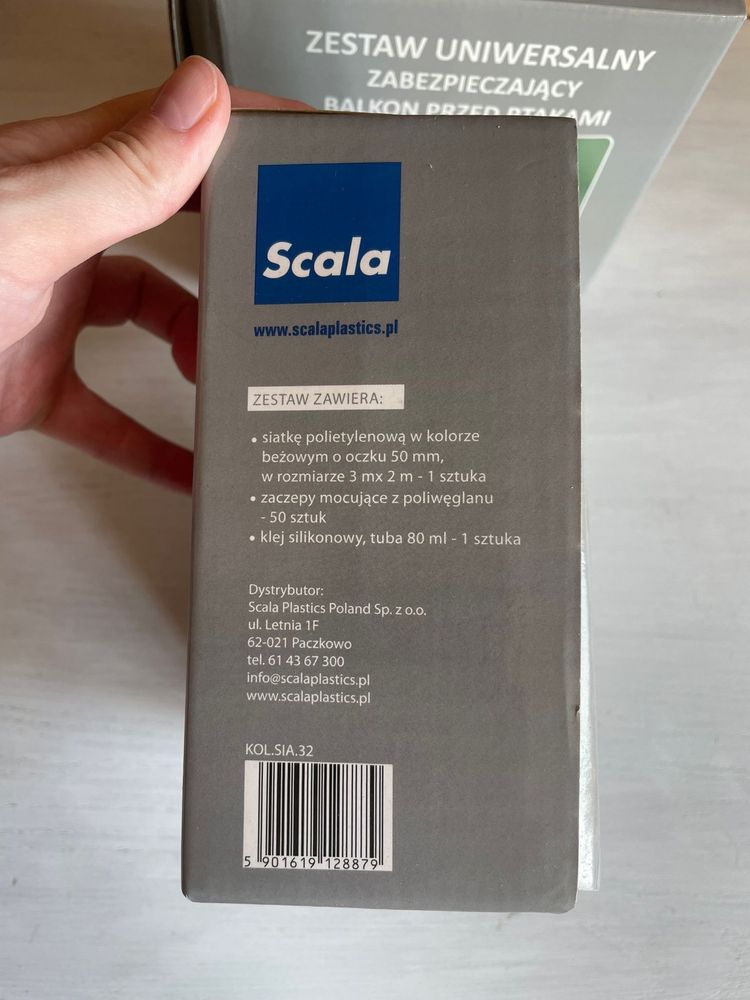 ZESTAW UNIWERSALNY
ZABEZPIECZAJĄCY
BALKON PRZED PTAKAMI
Scala
www.scalaplastics.pl
ZESTAW ZAWIERA:
• siatkę polietylenową w kolorze
beżowym o oczku 50 mm,
w rozmiarze 3 mx 2 m - 1 sztuka
• zaczepy mocujące z poliwęglanu
- 50 sztuk
• klej silikonowy, tuba 80 ml - 1 sztuka
Dystrybutor:
Scala Plastics Poland Sp. z o.o.
ul. Letnia 1F
62-021 Paczkowo
tel. 61 43 67 300
info@scalaplastics.pl
www.scalaplastics.pl
KOL.SIA.32
5 901619 128879